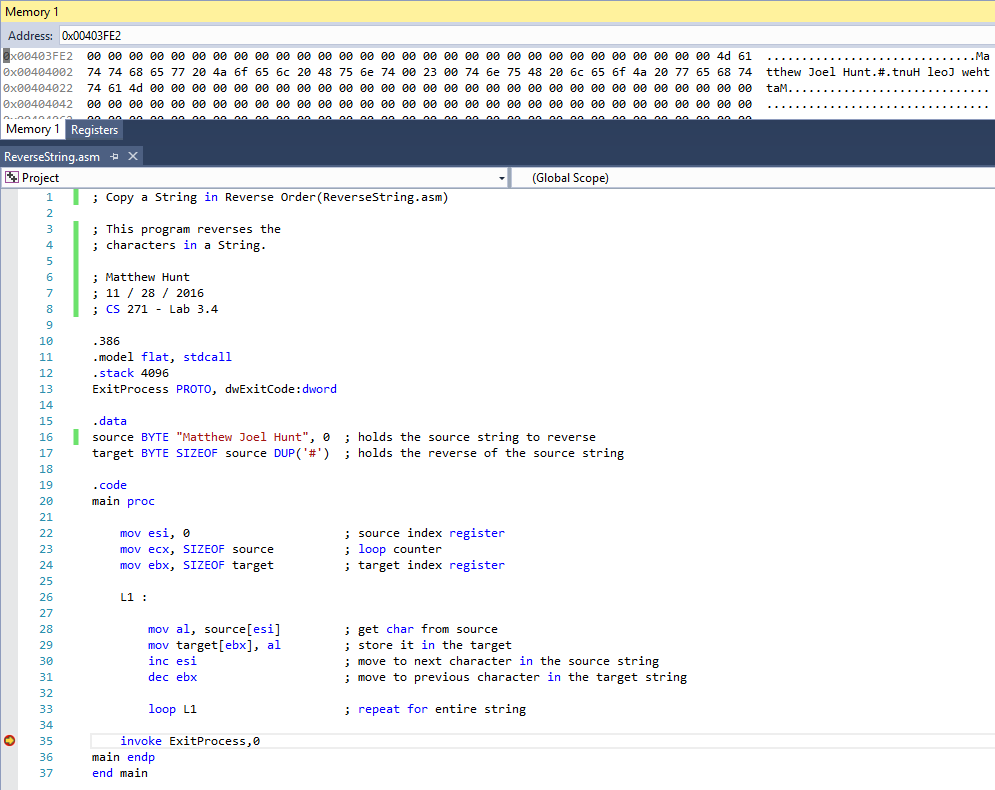 Memory 1
Address: 0x00403FE2
0x00403FE2 00 00 00 00 00 00 00 00 00 00 00 00 00 00 00 00 00 00 00 00 00 00 00 00 00 00 00 00 00 00 4d 61 ..............................Ma
0x00404002 74 74 68 65 77 20 4a 6f 65 6c 20 48 75 6e 74 00 23 00 74 6e 75 48 20 6c 65 6f 4a 20 77 65 68 74 tthew Joel Hunt.#.tnuH leoJ weht
0x00404022 74 61 4d 00 00 00 00 00 00 00 00 00 00 00 00 00 00 00 00 00 00 00 00 00 00 00 00 00 00 00 00 00 taM.............................
0x00404042 00 00 00 00 00 00 00 00 00 00 00 00 00 00 00 00 00 00 00 00 00 00 00 00 00 00 00 00 00 00 00 00 ................................
Memory 1 Registers
ReverseString.asm
Project (Global Scope)
1 ; Copy a String in Reverse Order(ReverseString.asm)
2
3 ; This program reverses the
4 ; characters in a String.
5
6 ; Matthew Hunt
7 ; 11 / 28 / 2016
8 ; CS 271 - Lab 3.4
9
10 .386
11 .model flat, stdcall
12 .stack 4096
13 ExitProcess PROTO, dwExitCode:dword
14
15 .data
16 source BYTE "Matthew Joel Hunt", 0 ; holds the source string to reverse
17 target BYTE SIZEOF source DUP('#') ; holds the reverse of the source string
18
19 .code
20 main proc
21
22 mov esi, 0 ; source index register
23 mov ecx, SIZEOF source ; loop counter
24 mov ebx, SIZEOF target ; target index register
25
26 L1 :
27
28 mov al, source[esi] ; get char from source
29 mov target[ebx], al ; store it in the target
30 inc esi ; move to next character in the source string
31 dec ebx ; move to previous character in the target string
32
33 loop L1 ; repeat for entire string
34
35 invoke ExitProcess,0
36 main endp
37 end main